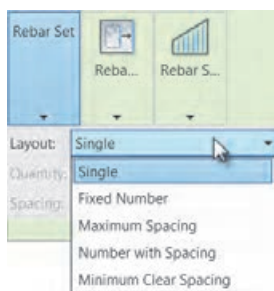 Rebar Set
Reba...
Rebar S...
Layout: Single
Quantity: Single
Spacing: Fixed Number
Maximum Spacing
Number with Spacing
Minimum Clear Spacing